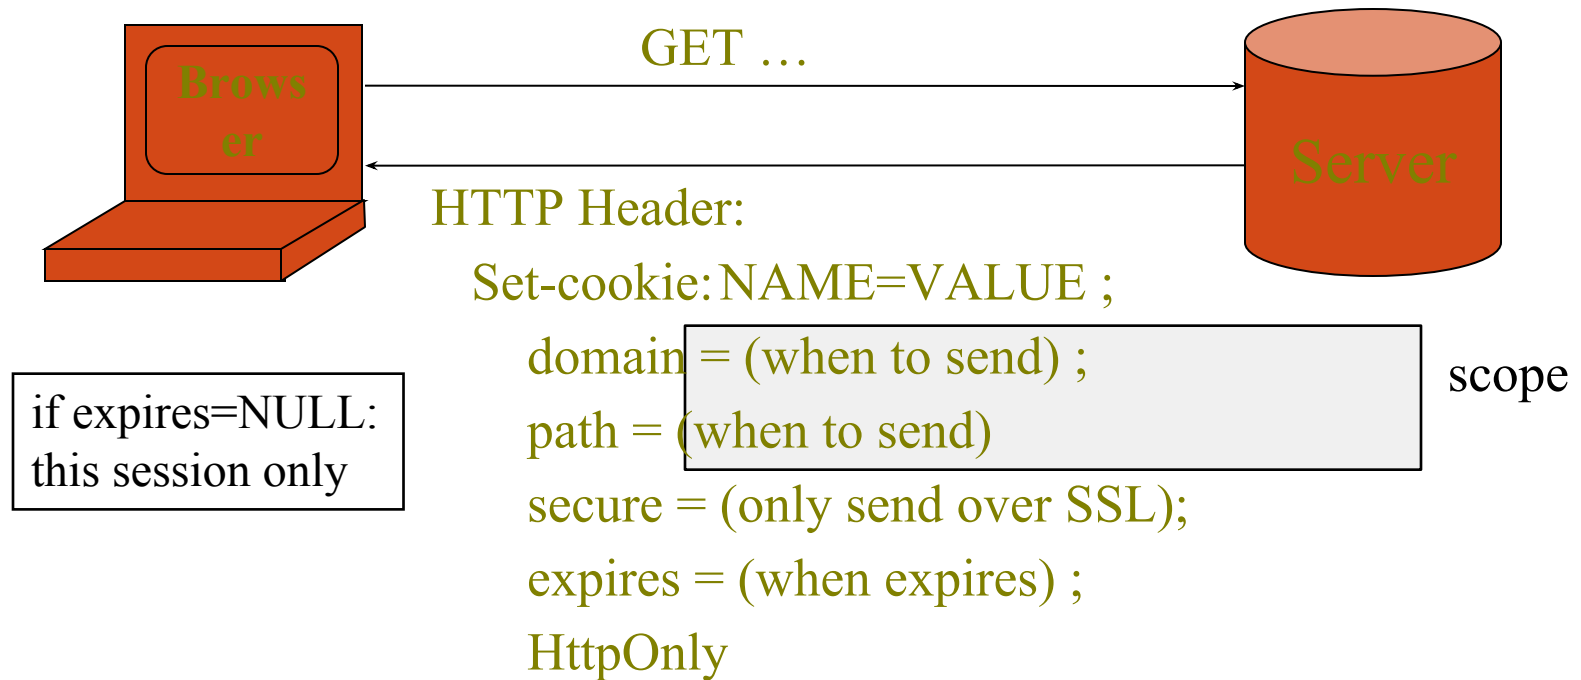 GET …
Brows
er
Server
HTTP Header:
Set-cookie: NAME=VALUE ;
domain = (when to send) ;
scope
if expires=NULL:
this session only
path = (when to send)
secure = (only send over SSL);
expires = (when expires) ;
HttpOnly